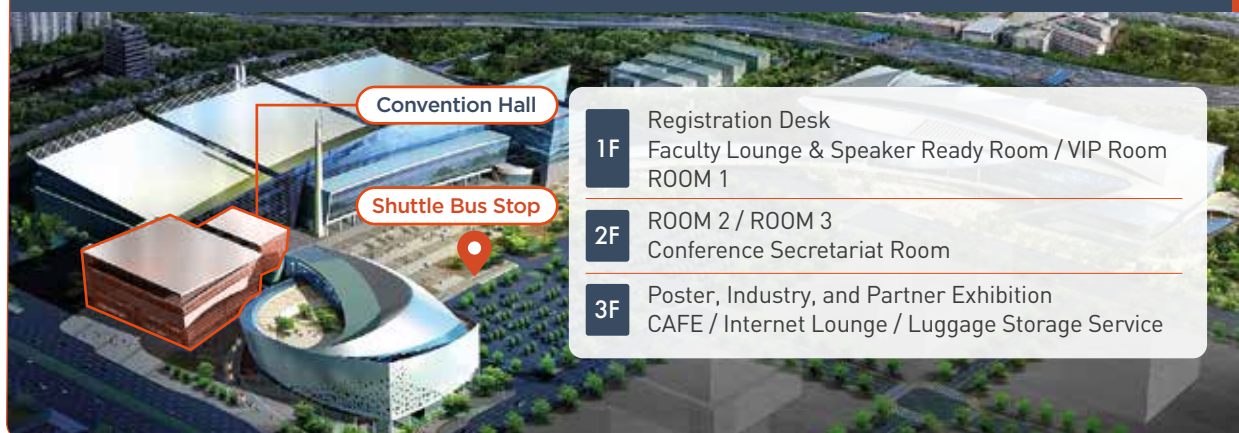 Convention Hall
Shuttle Bus Stop
1F
Registration Desk
Faculty Lounge & Speaker Ready Room / VIP Room
ROOM 1
2F
ROOM 2 / ROOM 3
Conference Secretariat Room
3F
Poster, Industry, and Partner Exhibition
CAFE / Internet Lounge / Luggage Storage Service